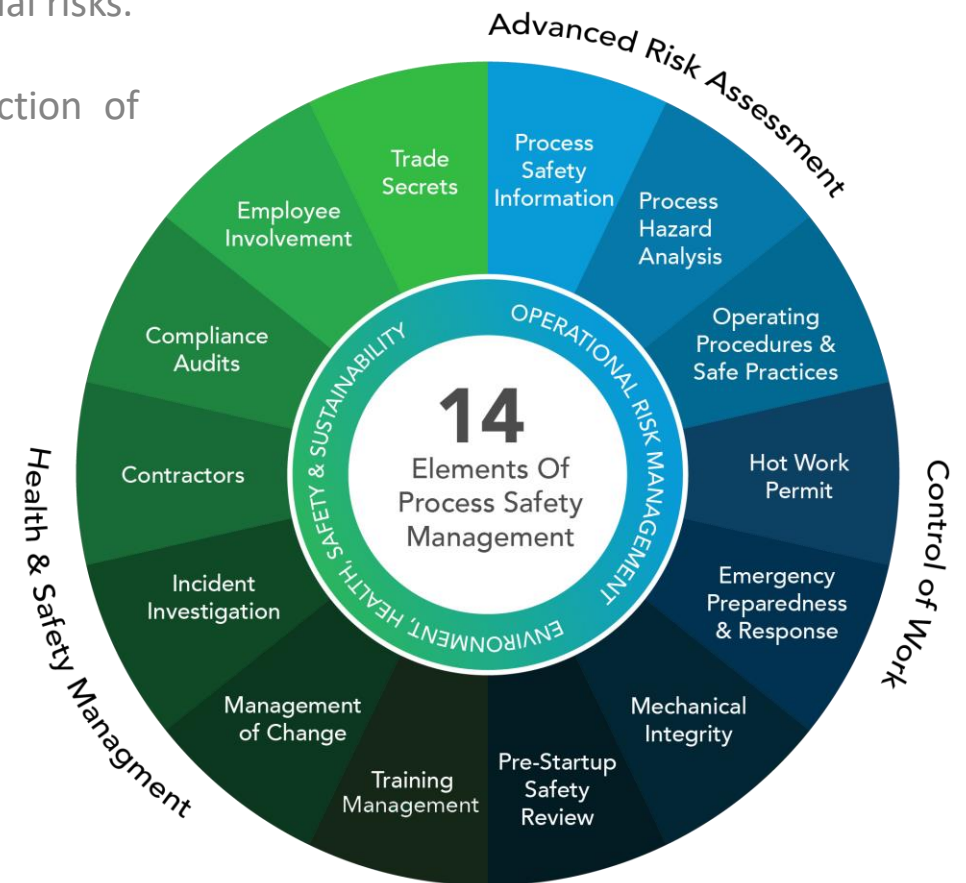 al risks.
ction of
Advanced Risk Assessment
Control of Work
Health & Safety Managment
Process
Safety
Information
Process
Hazard
Analysis
Operating
Procedures &
Safe Practices
Hot Work
Permit
Emergency
Preparedness
& Response
Mechanical
Integrity
Pre-Startup
Safety
Review
Training
Management
Management
of Change
Incident
Investigation
Contractors
Compliance
Audits
Employee
Involvement
Trade
Secrets
OPERATIONAL RISK MANAGEMENT
ENVIRONMENT, HEALTH, SAFETY & SUSTAINABILITY
14
Elements Of
Process Safety
Management